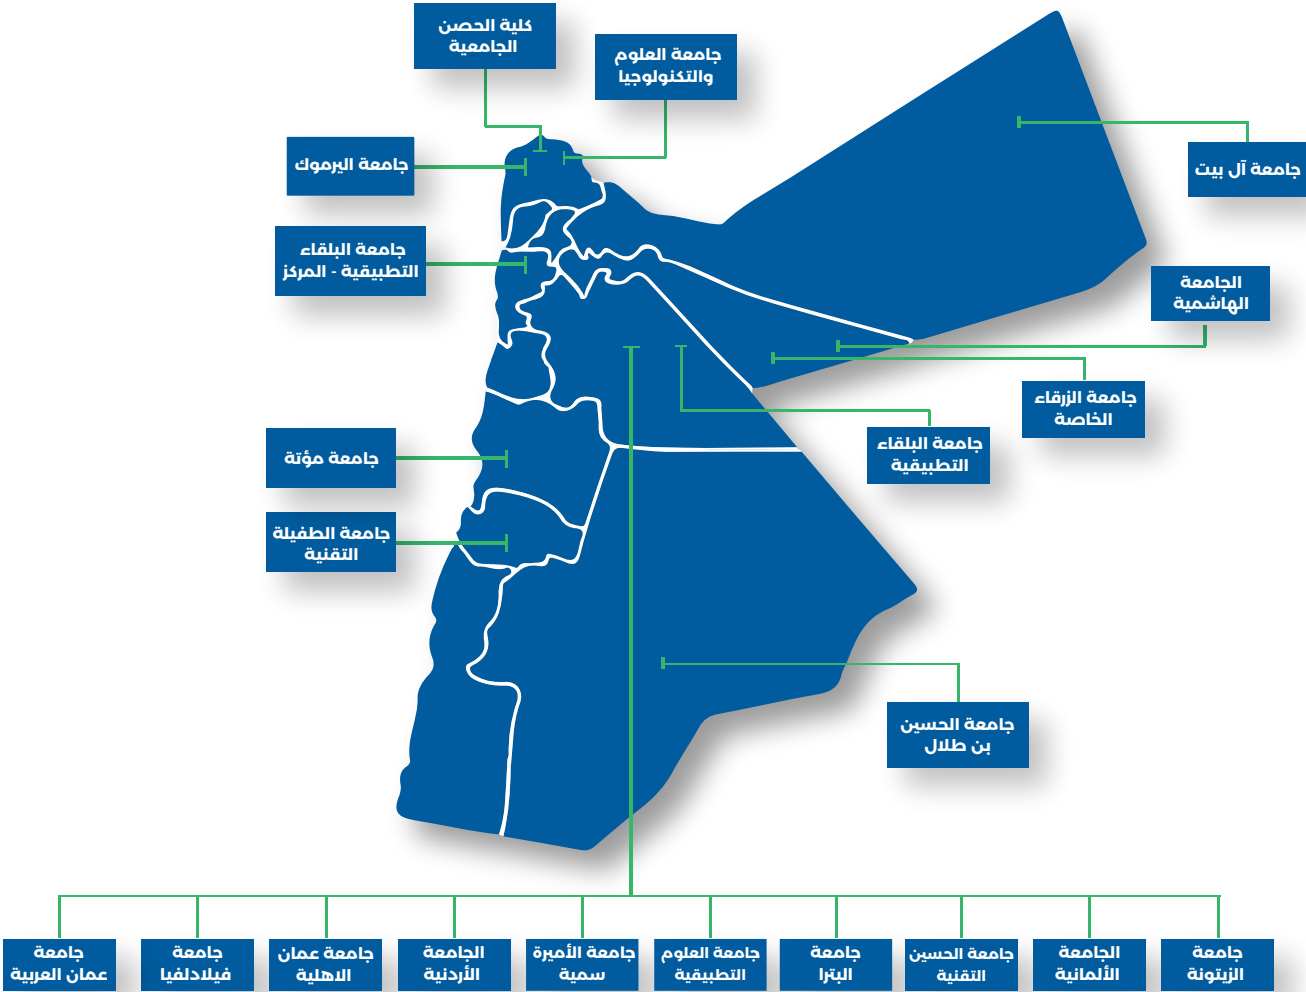 كلية الحصن
الجامعية
جامعة العلوم
والتكنولوجيا
جامعة اليرموك
جامعة آل بيت
جامعة البلقاء
التطبيقية - المركز
الجامعة
الهاشمية
جامعة الزرقاء
الخاصة
جامعة البلقاء
التطبيقية
جامعة مؤتة
جامعة الطفيلة
التقنية
جامعة الحسين
بن طلال
جامعة
الزيتونة
الجامعة
الألمانية
جامعة الحسين
التقنية
جامعة
البترا
جامعة العلوم
التطبيقية
جامعة الأميرة
سمية
الجامعة
الأردنية
جامعة عمان
الاهلية
جامعة
فيلادلفيا
جامعة
عمان العربية